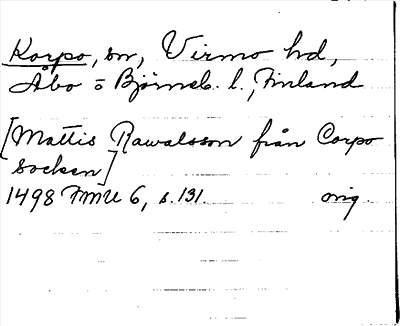 Korpo, sn, Virmo hd,
Åbo o Björneb. l., Finland
[Mattis Rawalsson från Corpo
Socken]
1498 FMU 6, s. 131. orig